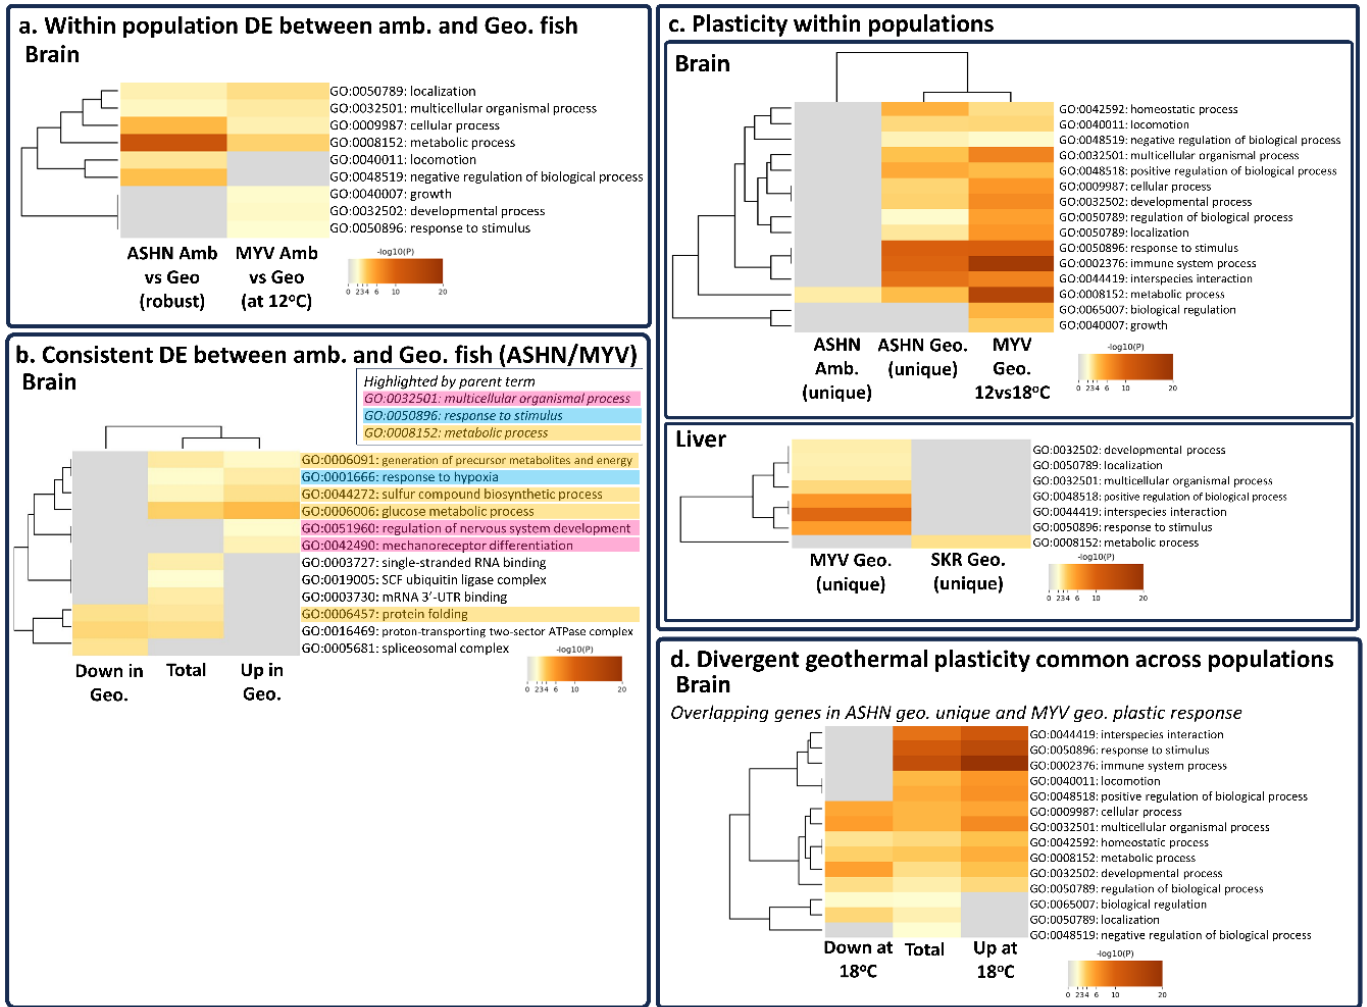 a. Within population DE between amb. and Geo. fish
Brain
GO:0050789: localization
GO:0032501: multicellular organismal process
GO:0009987: cellular process
GO:0008152: metabolic process
GO:0040011: locomotion
GO:0048519: negative regulation of biological process
GO:0040007: growth
GO:0032502: developmental process
GO:0050896: response to stimulus
ASHN Amb
vs Geo
(robust)
MYV Amb
vs Geo
(at 12°C)
-log10(P)
0 2 3 4 6 10 20
b. Consistent DE between amb. and Geo. fish (ASHN/MYV)
Brain
Highlighted by parent term
GO:0032501: multicellular organismal process
GO:0050896: response to stimulus
GO:0008152: metabolic process
GO:0006091: generation of precursor metabolites and energy
GO:0001666: response to hypoxia
GO:0044272: sulfur compound biosynthetic process
GO:0006006: glucose metabolic process
GO:0051960: regulation of nervous system development
GO:0042490: mechanoreceptor differentiation
GO:0003727: single-stranded RNA binding
GO:0019005: SCF ubiquitin ligase complex
GO:0003730: mRNA 3'-UTR binding
GO:0006457: protein folding
GO:0016469: proton-transporting two-sector ATPase complex
GO:0005681: spliceosomal complex
Down in
Geo.
Total
Up in
Geo.
-log10(P)
0 2 3 4 6 10 20
c. Plasticity within populations
Brain
GO:0042592: homeostatic process
GO:0040011: locomotion
GO:0048519: negative regulation of biological process
GO:0032501: multicellular organismal process
GO:0048518: positive regulation of biological process
GO:0009987: cellular process
GO:0032502: developmental process
GO:0050789: regulation of biological process
GO:0050789: localization
GO:0050896: response to stimulus
GO:0002376: immune system process
GO:0044419: interspecies interaction
GO:0008152: metabolic process
GO:0065007: biological regulation
GO:0040007: growth
ASHN
Amb.
(unique)
ASHN Geo.
(unique)
MYV
Geo.
12vs18°C
-log10(P)
0 2 3 4 6 10 20
Liver
GO:0032502: developmental process
GO:0050789: localization
GO:0032501: multicellular organismal process
GO:0048518: positive regulation of biological process
GO:0044419: interspecies interaction
GO:0050896: response to stimulus
GO:0008152: metabolic process
MYV Geo.
(unique)
SKR Geo.
(unique)
-log10(P)
0 2 3 4 6 10 20
d. Divergent geothermal plasticity common across populations
Brain
Overlapping genes in ASHN geo. unique and MYV geo. plastic response
GO:0044419: interspecies interaction
GO:0050896: response to stimulus
GO:0002376: immune system process
GO:0040011: locomotion
GO:0048518: positive regulation of biological process
GO:0009987: cellular process
GO:0032501: multicellular organismal process
GO:0042592: homeostatic process
GO:0008152: metabolic process
GO:0032502: developmental process
GO:0050789: regulation of biological process
GO:0065007: biological regulation
GO:0050789: localization
GO:0048519: negative regulation of biological process
Down at
18°C
Total
Up at
18°C
-log10(P)
0 2 3 4 6 10 20